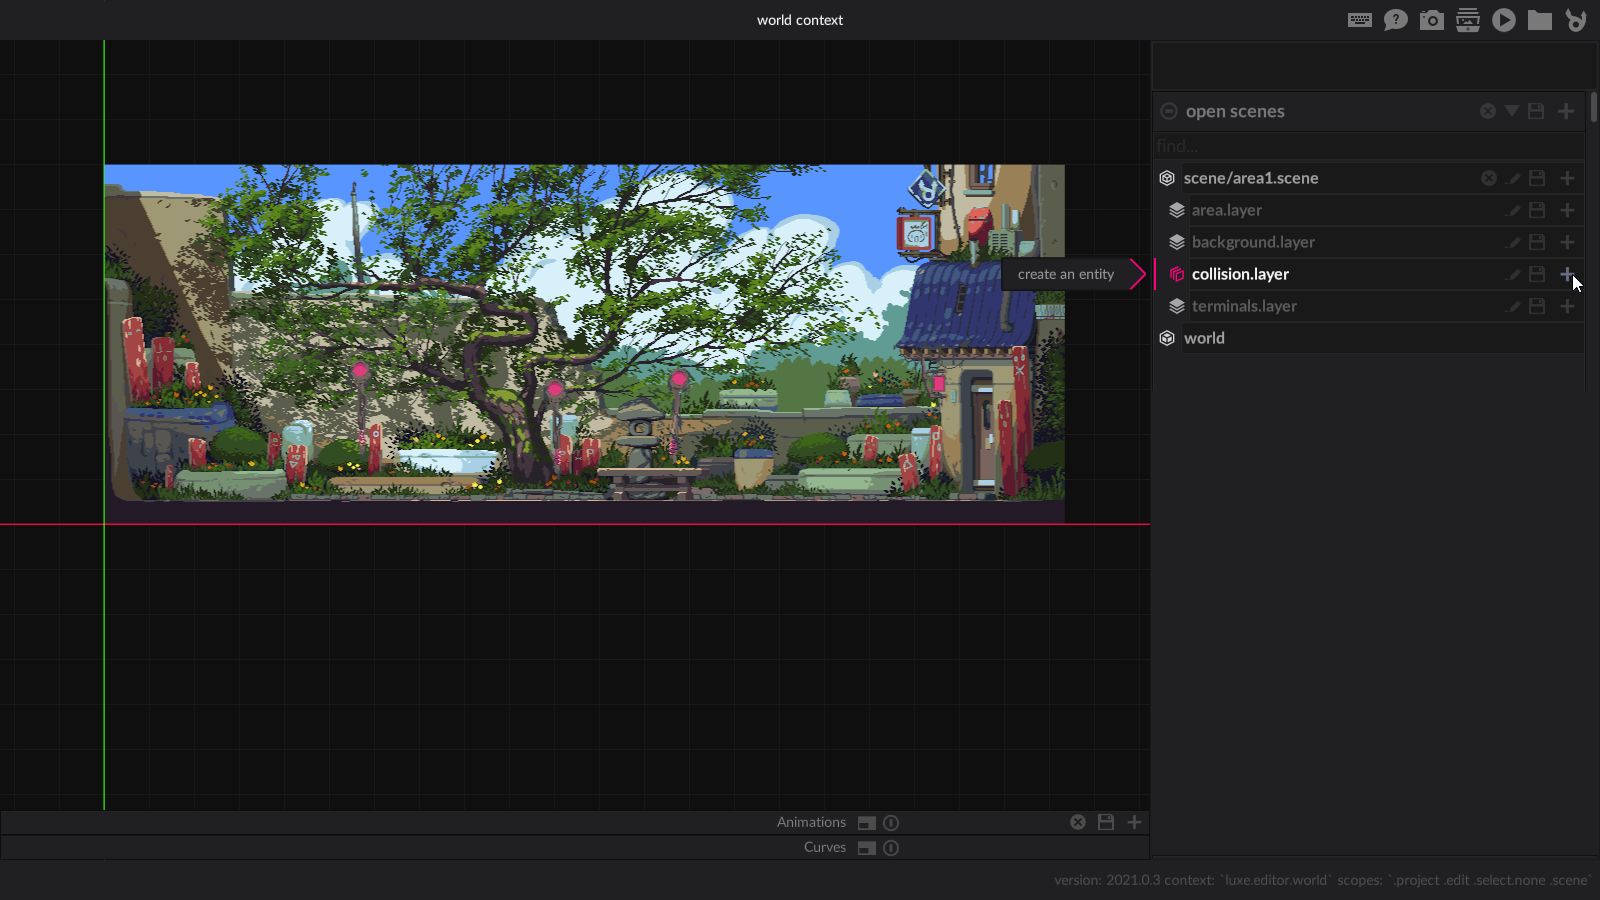 world context
open scenes
find...
scene/area1.scene
area.layer
background.layer
create an entity
collision.layer
terminals.layer
world
Animations
Curves
version: 2021.0.3 context: `luxe.editor.world` scopes: `.project .edit .select.none .scene`